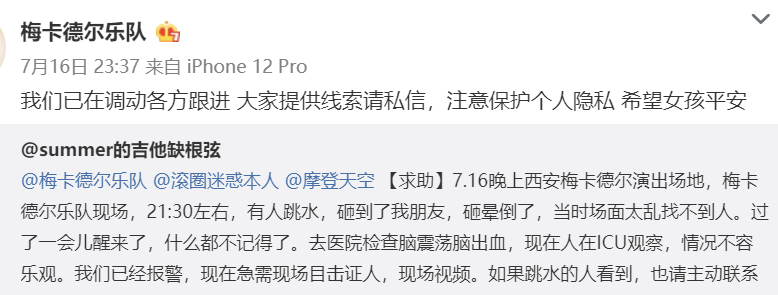 梅卡德尔乐队
7月16日 23:37 来自 iPhone 12 Pro
我们已在调动各方跟进 大家提供线索请私信，注意保护个人隐私 希望女孩平安
@summer的吉他缺根弦
@梅卡德尔乐队 @滚圈迷惑本人 @摩登天空 【求助】7.16晚上西安梅卡德尔演出场地，梅卡
德尔乐队现场，21:30左右，有人跳水，砸到了我朋友，砸晕倒了，当时场面太乱找不到人。过
了一会儿醒来了，什么都不记得了。去医院检查脑震荡脑出血，现在人在ICU观察，情况不容
乐观。我们已经报警，现在急需现场目击证人，现场视频。如果跳水的人看到，也请主动联系